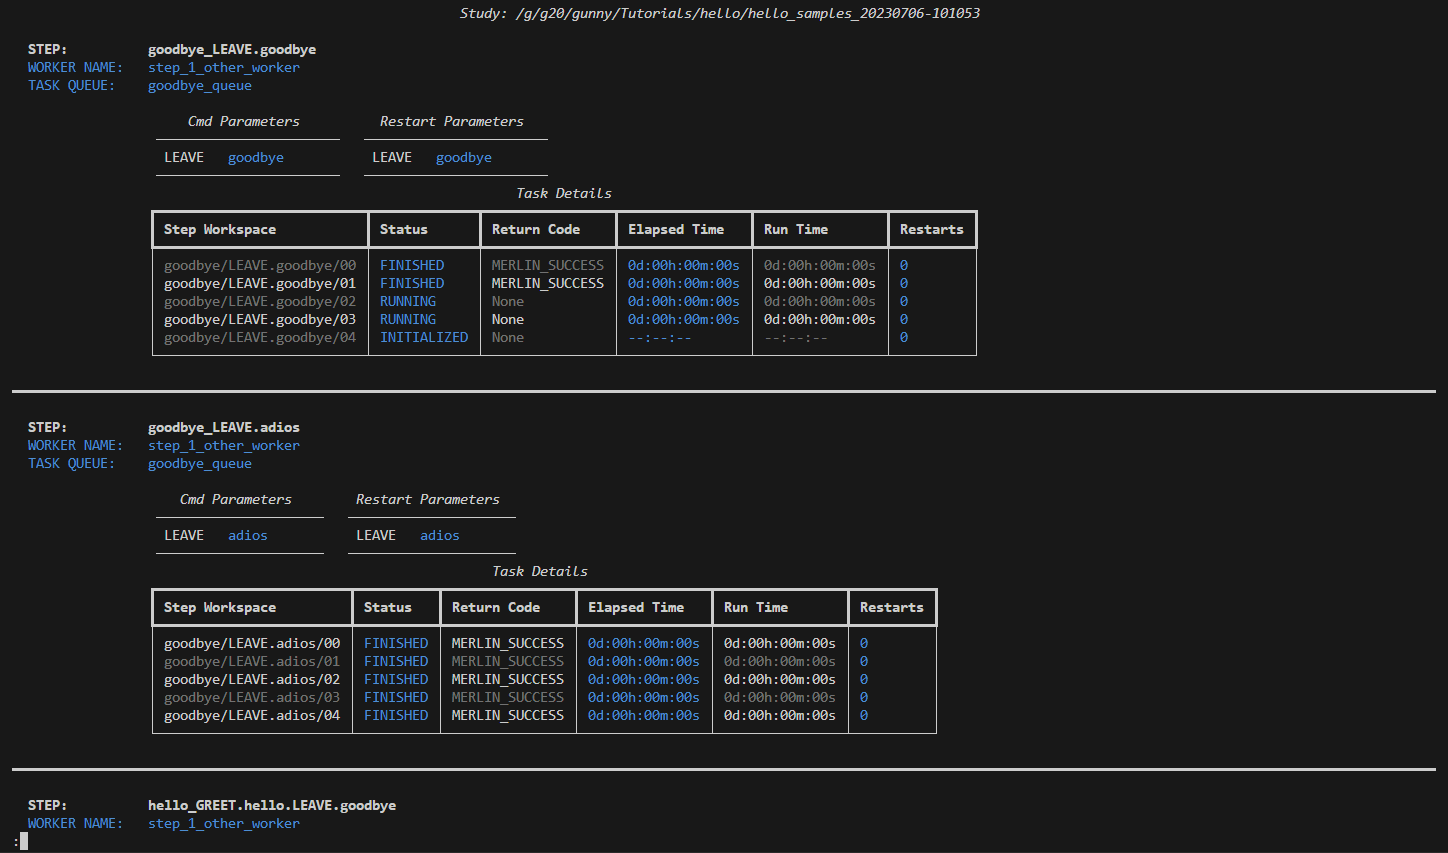 Study: /g/g20/gunny/Tutorials/hello/hello_samples_20230706-101053
STEP: goodbye_LEAVE.goodbye
WORKER NAME: step_1_other_worker
TASK QUEUE: goodbye_queue
Cmd Parameters Restart Parameters
LEAVE goodbye LEAVE goodbye
Task Details
Step Workspace Status Return Code Elapsed Time Run Time Restarts
goodbye/LEAVE.goodbye/00 FINISHED MERLIN_SUCCESS 0d:00h:00m:00s 0d:00h:00m:00s 0
goodbye/LEAVE.goodbye/01 FINISHED MERLIN_SUCCESS 0d:00h:00m:00s 0d:00h:00m:00s 0
goodbye/LEAVE.goodbye/02 RUNNING None 0d:00h:00m:00s 0d:00h:00m:00s 0
goodbye/LEAVE.goodbye/03 RUNNING None 0d:00h:00m:00s 0d:00h:00m:00s 0
goodbye/LEAVE.goodbye/04 INITIALIZED None --:--:-- --:--:-- 0
STEP: goodbye_LEAVE.adios
WORKER NAME: step_1_other_worker
TASK QUEUE: goodbye_queue
Cmd Parameters Restart Parameters
LEAVE adios LEAVE adios
Task Details
Step Workspace Status Return Code Elapsed Time Run Time Restarts
goodbye/LEAVE.adios/00 FINISHED MERLIN_SUCCESS 0d:00h:00m:00s 0d:00h:00m:00s 0
goodbye/LEAVE.adios/01 FINISHED MERLIN_SUCCESS 0d:00h:00m:00s 0d:00h:00m:00s 0
goodbye/LEAVE.adios/02 FINISHED MERLIN_SUCCESS 0d:00h:00m:00s 0d:00h:00m:00s 0
goodbye/LEAVE.adios/03 FINISHED MERLIN_SUCCESS 0d:00h:00m:00s 0d:00h:00m:00s 0
goodbye/LEAVE.adios/04 FINISHED MERLIN_SUCCESS 0d:00h:00m:00s 0d:00h:00m:00s 0
STEP: hello_GREET.hello.LEAVE.goodbye
WORKER NAME: step_1_other_worker
: